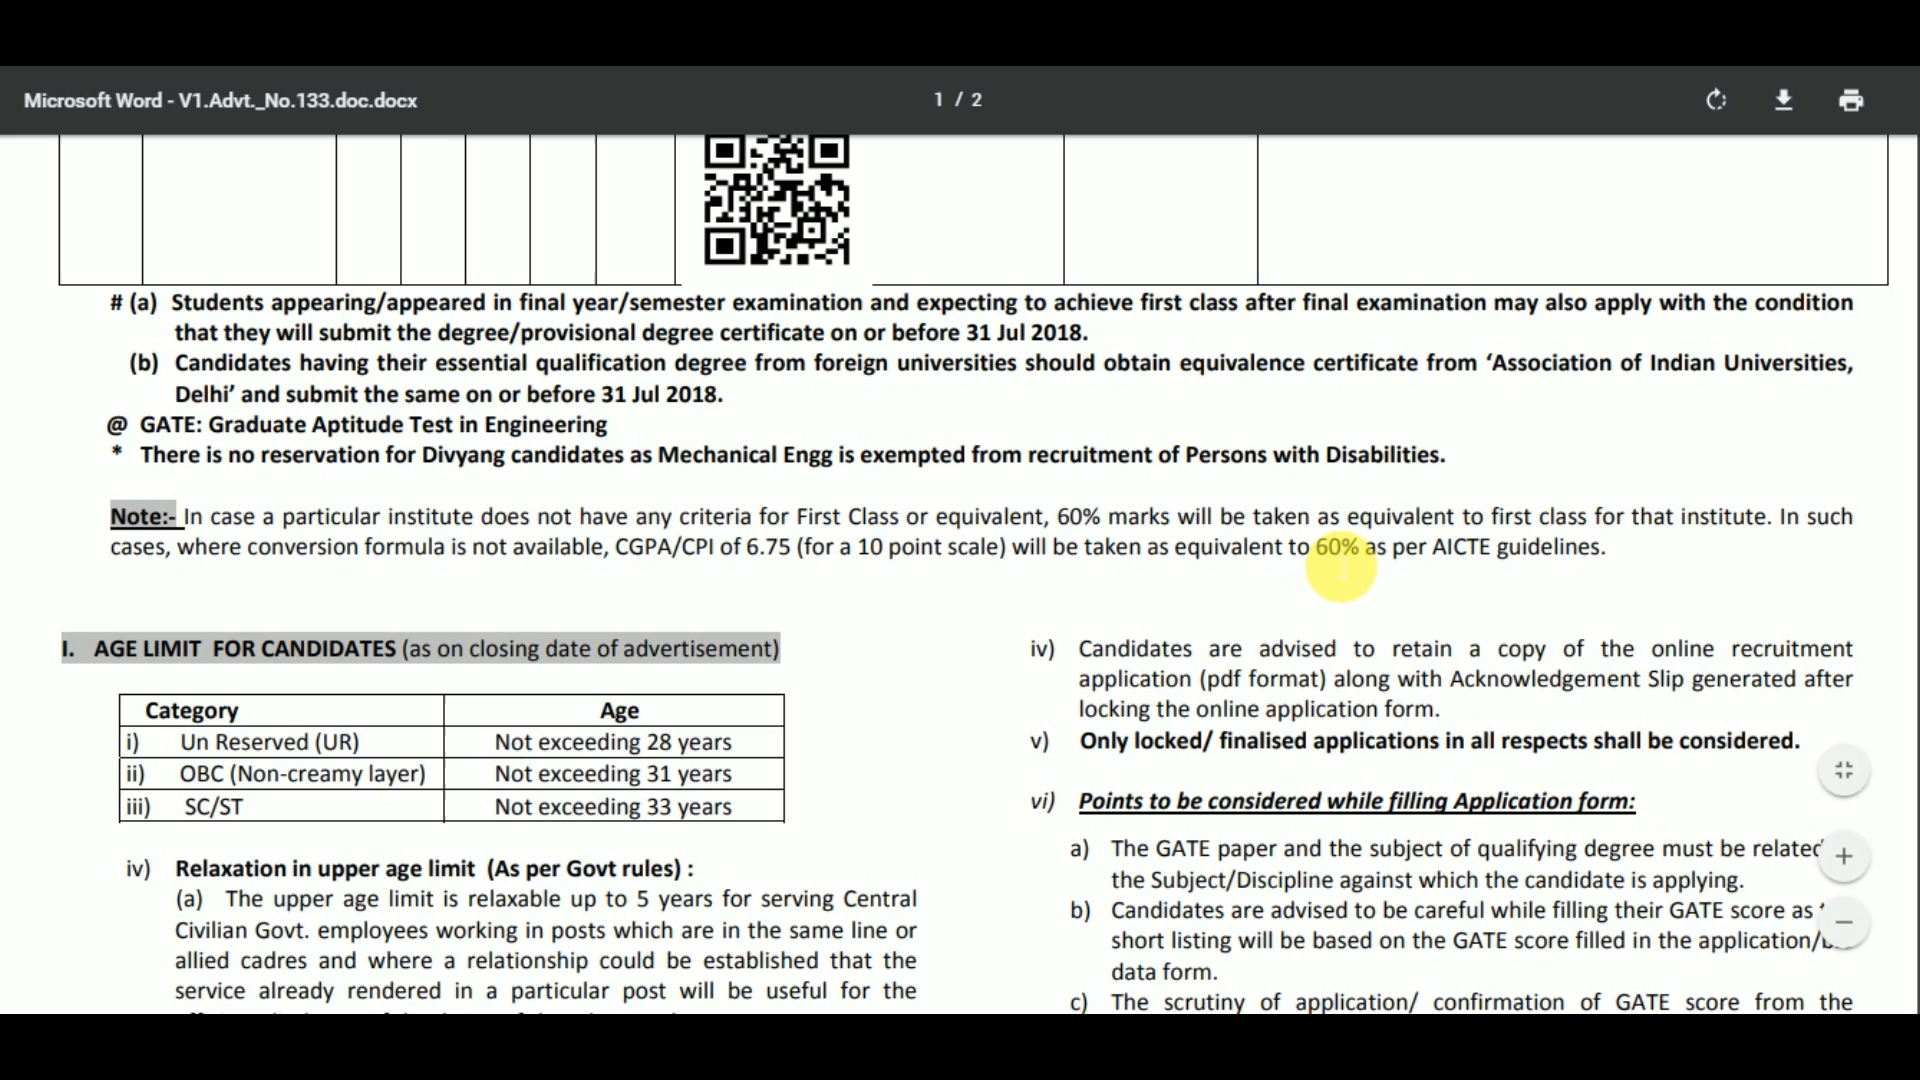 Microsoft Word - V1.Advt._No.133.doc.docx
1 / 2
# (a) Students appearing/appeared in final year/semester examination and expecting to achieve first class after final examination may also apply with the condition
that they will submit the degree/provisional degree certificate on or before 31 Jul 2018.
(b) Candidates having their essential qualification degree from foreign universities should obtain equivalence certificate from ‘Association of Indian Universities,
Delhi’ and submit the same on or before 31 Jul 2018.
@ GATE: Graduate Aptitude Test in Engineering
* There is no reservation for Divyang candidates as Mechanical Engg is exempted from recruitment of Persons with Disabilities.
Note:- In case a particular institute does not have any criteria for First Class or equivalent, 60% marks will be taken as equivalent to first class for that institute. In such
cases, where conversion formula is not available, CGPA/CPI of 6.75 (for a 10 point scale) will be taken as equivalent to 60% as per AICTE guidelines.
I. AGE LIMIT FOR CANDIDATES (as on closing date of advertisement)
Category Age
i) Un Reserved (UR) Not exceeding 28 years
ii) OBC (Non-creamy layer) Not exceeding 31 years
iii) SC/ST Not exceeding 33 years
iv) Relaxation in upper age limit (As per Govt rules) :
(a) The upper age limit is relaxable up to 5 years for serving Central
Civilian Govt. employees working in posts which are in the same line or
allied cadres and where a relationship could be established that the
service already rendered in a particular post will be useful for the
iv) Candidates are advised to retain a copy of the online recruitment
application (pdf format) along with Acknowledgement Slip generated after
locking the online application form.
v) Only locked/ finalised applications in all respects shall be considered.
vi) Points to be considered while filling Application form:
a) The GATE paper and the subject of qualifying degree must be related
the Subject/Discipline against which the candidate is applying.
b) Candidates are advised to be careful while filling their GATE score as
short listing will be based on the GATE score filled in the application/
data form.
c) The scrutiny of application/ confirmation of GATE score from the